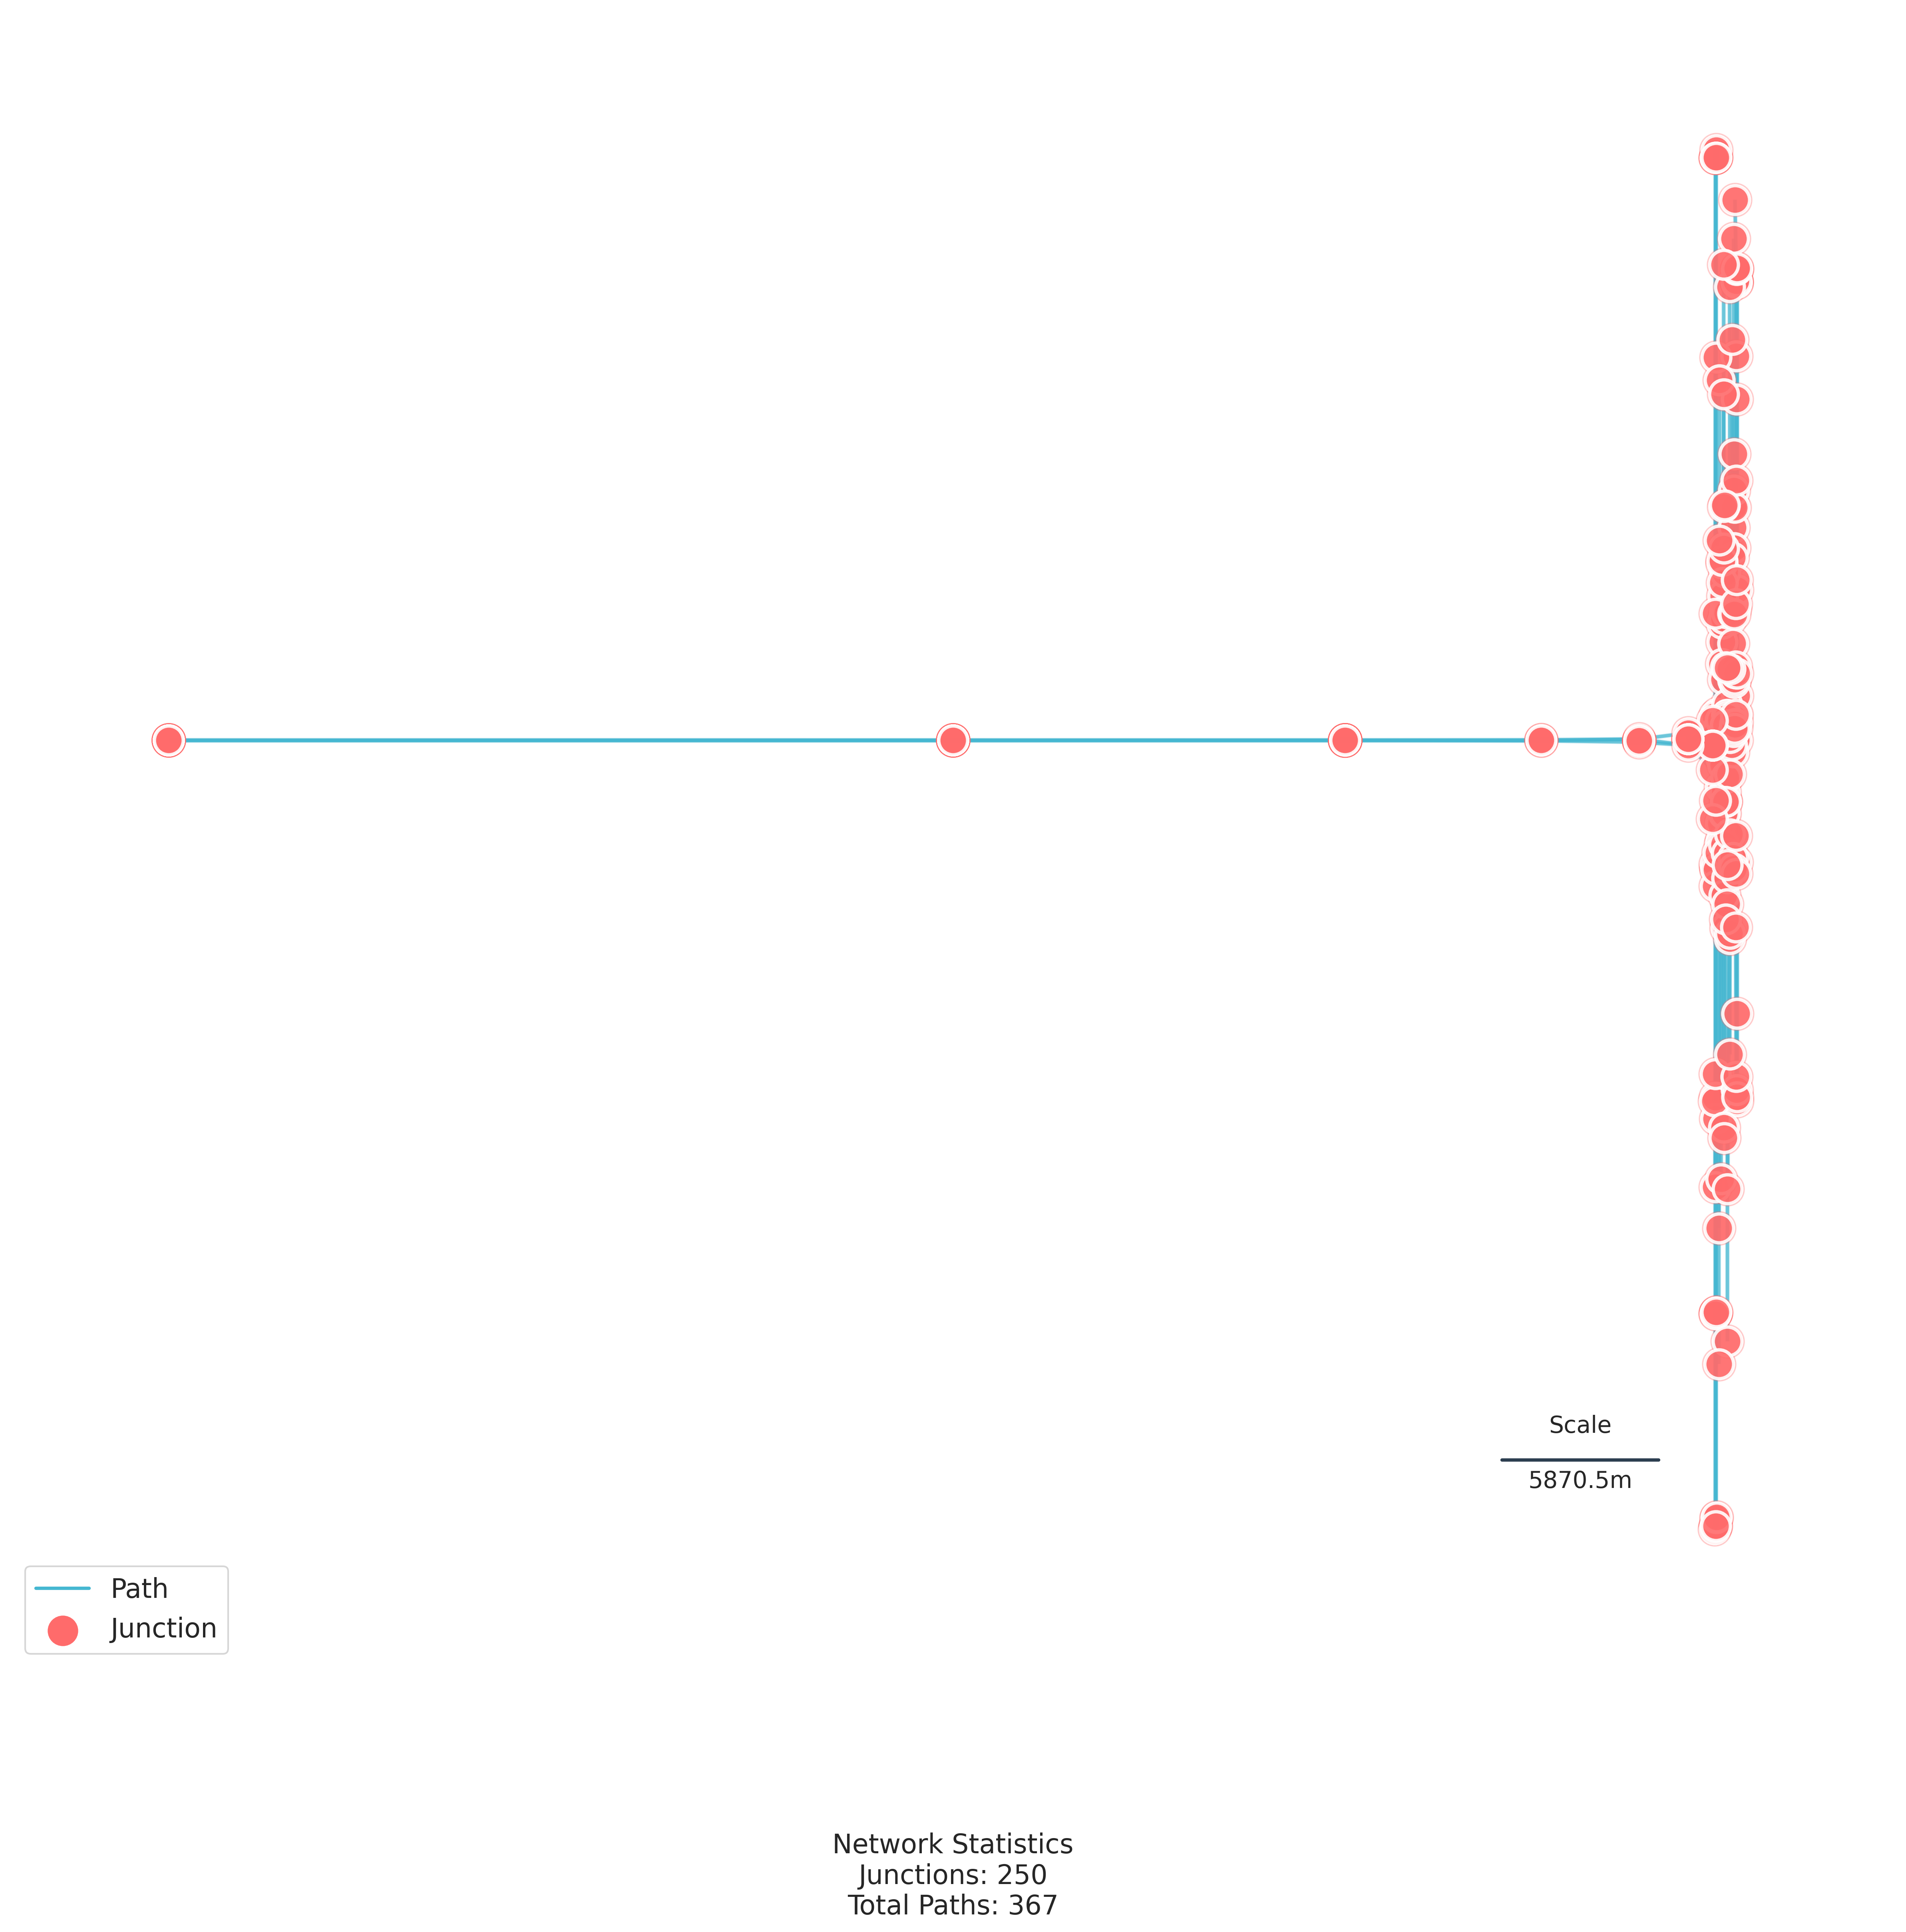 Scale
5870.5m
Path
Junction
Network Statistics
Junctions: 250
Total Paths: 367